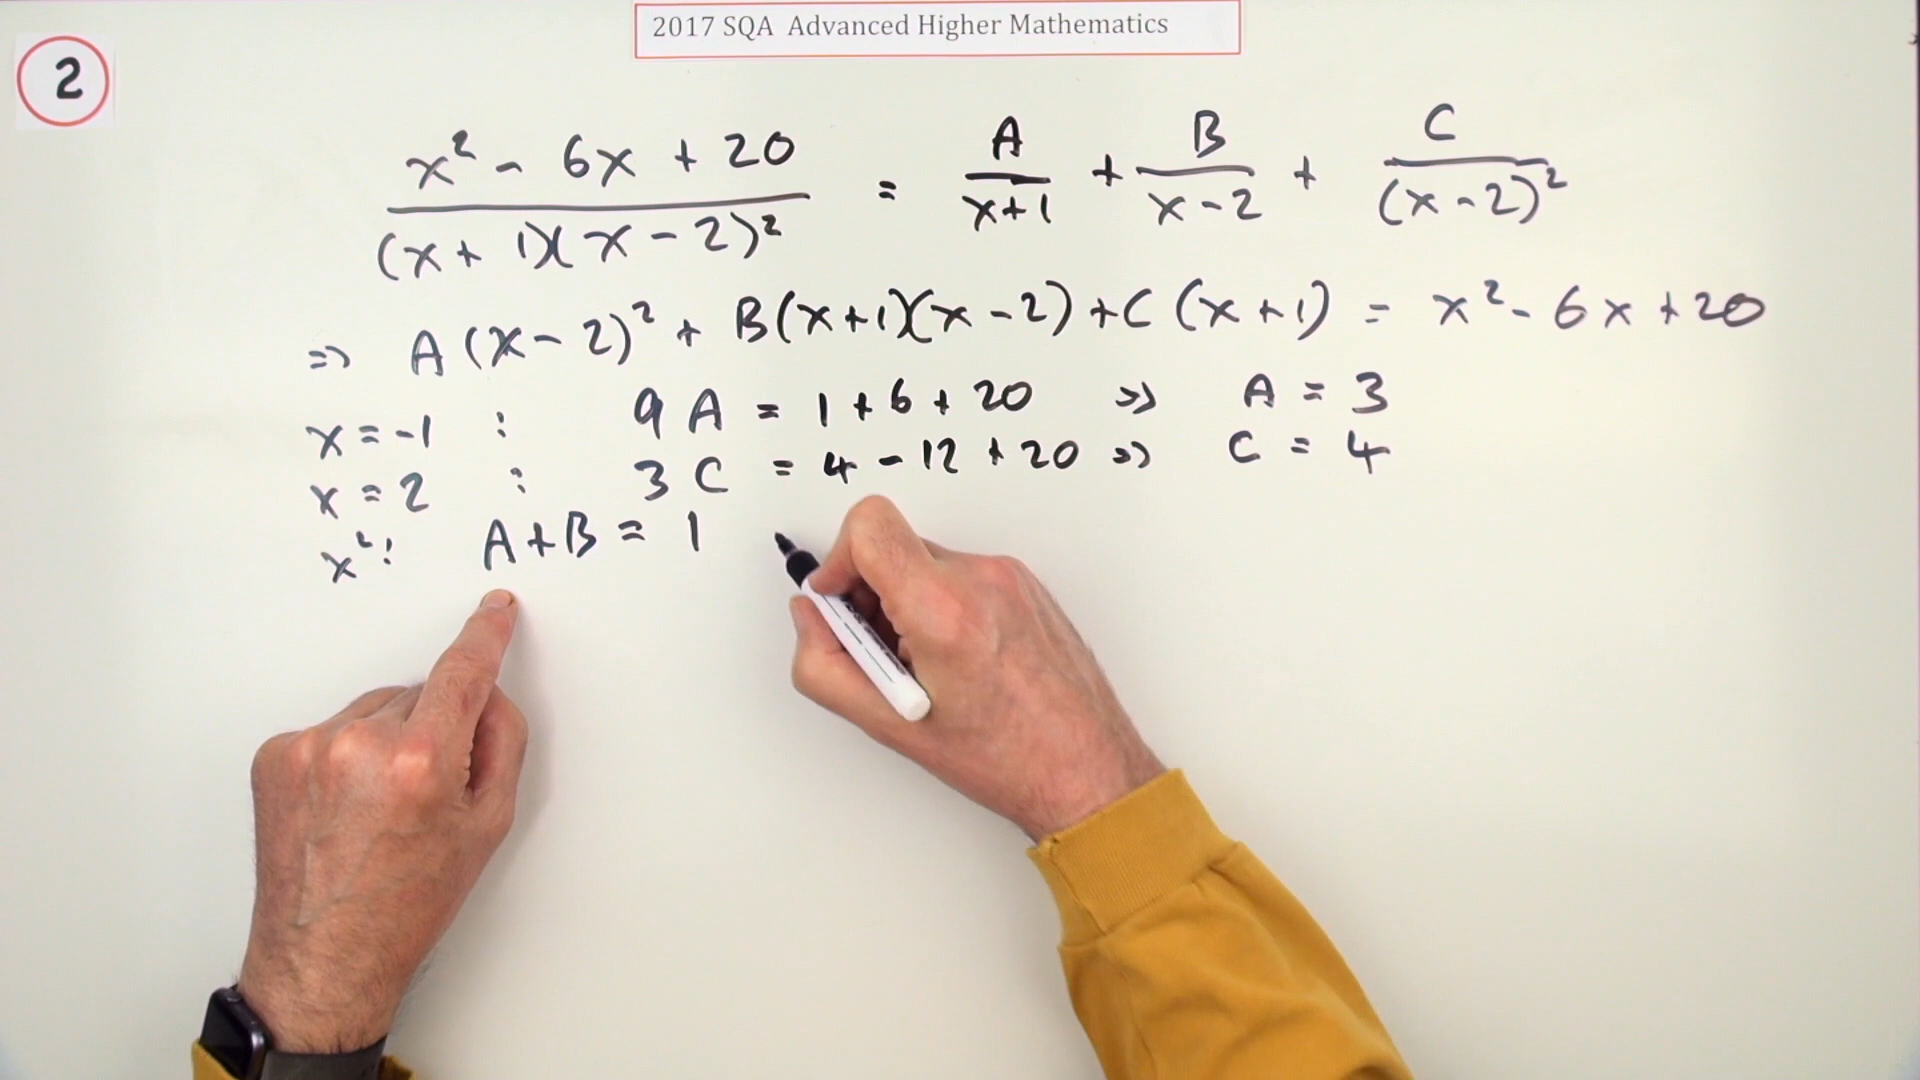 2017 SQA Advanced Higher Mathematics
2
x² - 6x + 20 / (x + 1)(x - 2)² = A / x+1 + B / x-2 + C / (x-2)²
=> A(x-2)² + B(x+1)(x-2) + C(x+1) = x² - 6x + 20
x = -1 : 9A = 1 + 6 + 20 => A = 3
x = 2 : 3C = 4 - 12 + 20 => C = 4
x²: A+B = 1